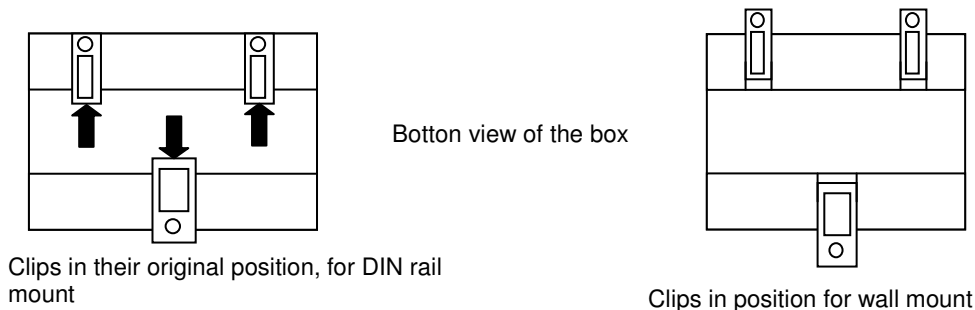 Botton view of the box
Clips in their original position, for DIN rail
mount
Clips in position for wall mount